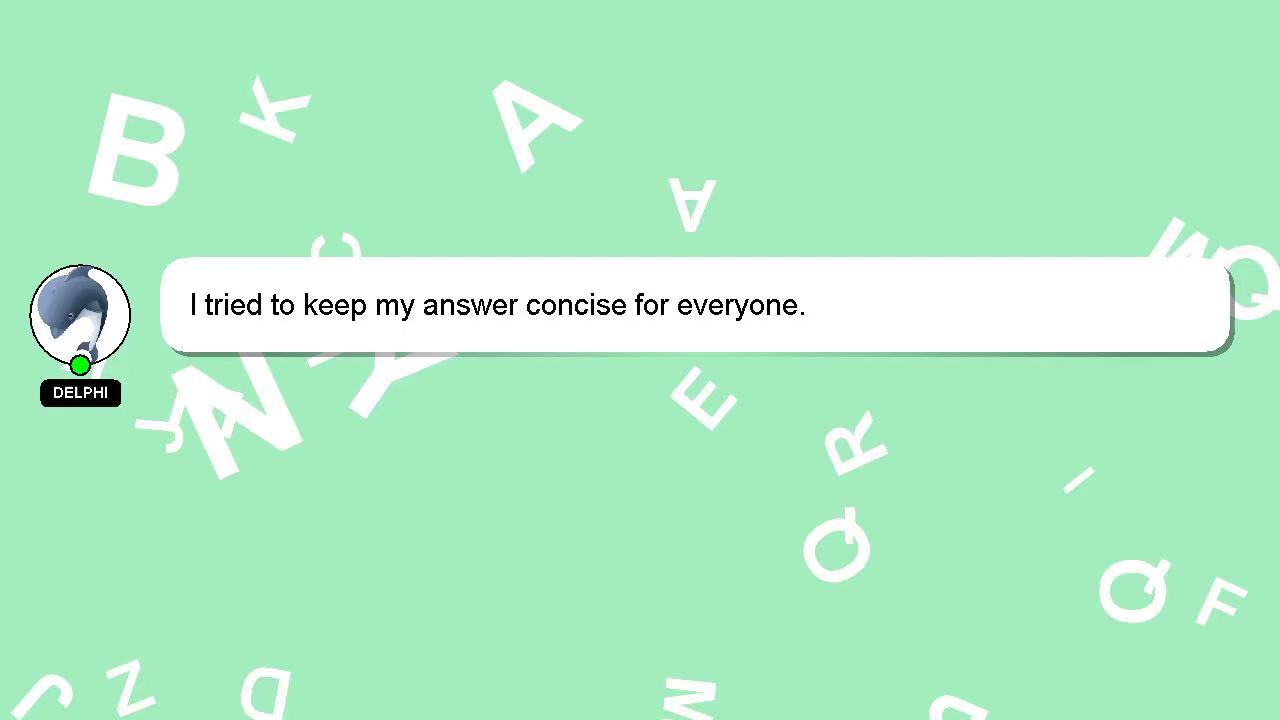 B
K
A
A
C
M
Q
I tried to keep my answer concise for everyone.
DELPHI
N
Y
A
J
E
R
I
Q
Q
F
J
Z
D
M